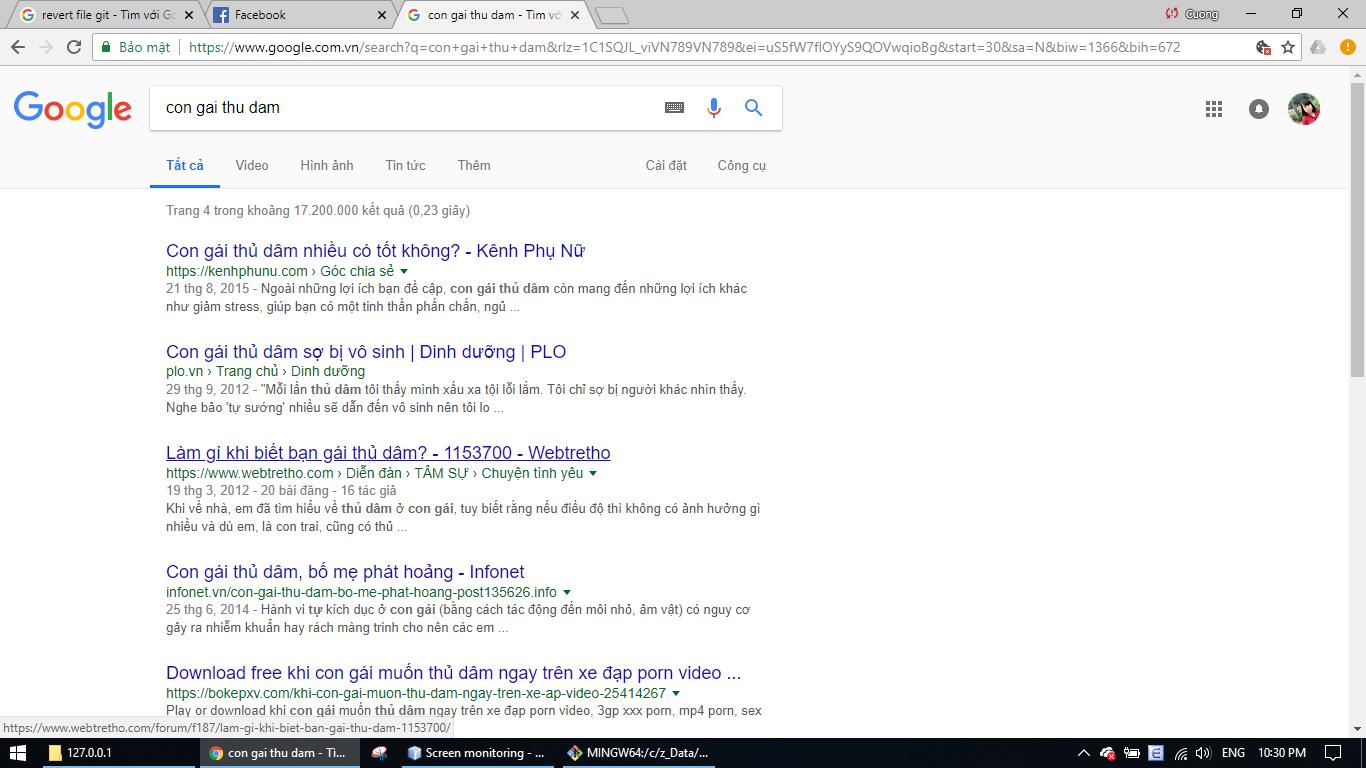 revert file git - Tìm với Go
Facebook
con gai thu dam - Tìm vớ
Cuong
Bảo mật
https://www.google.com.vn/search?q=con+gai+thu+dam&rlz=1C1SQJL_viVN789VN789&ei=uS5fW7flOYyS9QOVwqioBg&start=30&sa=N&biw=1366&bih=672
Google
con gai thu dam
Tất cả Video Hình ảnh Tin tức Thêm Cài đặt Công cụ
Trang 4 trong khoảng 17.200.000 kết quả (0,23 giây)
Con gái thủ dâm nhiều có tốt không? - Kênh Phụ Nữ
https://kenhphunu.com › Góc chia sẻ
21 thg 8, 2015 - Ngoài những lợi ích bạn đề cập, con gái thủ dâm còn mang đến những lợi ích khác
như giảm stress, giúp bạn có một tinh thần phấn chấn, ngủ ...
Con gái thủ dâm sợ bị vô sinh | Dinh dưỡng | PLO
plo.vn › Trang chủ › Dinh dưỡng
29 thg 9, 2012 - "Mỗi lần thủ dâm tôi thấy mình xấu xa tội lỗi lắm. Tôi chỉ sợ bị người khác nhìn thấy.
Nghe bảo 'tự sướng' nhiều sẽ dẫn đến vô sinh nên tôi lo ...
Làm gì khi biết bạn gái thủ dâm? - 1153700 - Webtretho
https://www.webtretho.com › Diễn đàn › TÂM SỰ › Chuyện tình yêu
19 thg 3, 2012 - 20 bài đăng - 16 tác giả
Khi về nhà, em đã tìm hiểu về thủ dâm ở con gái, tuy biết rằng nếu điều độ thì không có ảnh hưởng gì
nhiều và dù em, là con trai, cũng có thủ ...
Con gái thủ dâm, bố mẹ phát hoảng - Infonet
infonet.vn/con-gai-thu-dam-bo-me-phat-hoang-post135626.info
25 thg 6, 2014 - Hành vi tự kích dục ở con gái (bằng cách tác động đến môi nhỏ, âm vật) có nguy cơ
gây ra nhiễm khuẩn hay rách màng trinh cho nên các em ...
Download free khi con gái muốn thủ dâm ngay trên xe đạp porn video ...
https://bokepxv.com/khi-con-gai-muon-thu-dam-ngay-tren-xe-ap-video-25414267
Play or download khi con gái muốn thủ dâm ngay trên xe đạp porn video, 3gp xxx porn, mp4 porn, sex
https://www.webtretho.com/forum/f187/lam-gi-khi-biet-ban-gai-thu-dam-1153700/
127.0.0.1
con gai thu dam - Tì...
Screen monitoring - ...
MINGW64:/c/z_Data/...
ENG
10:30 PM